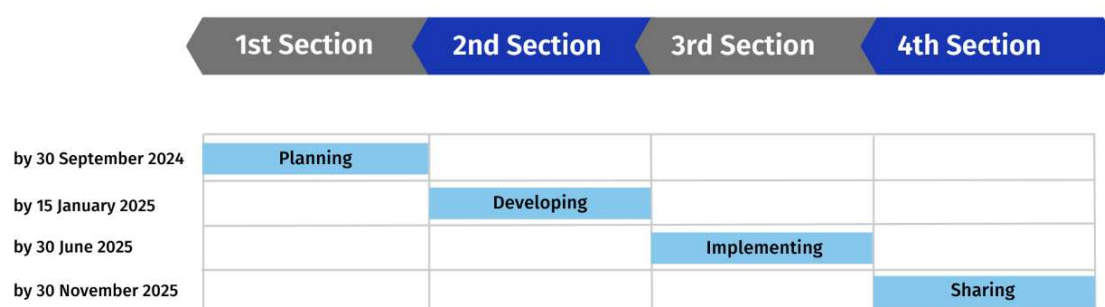 1st Section 2nd Section 3rd Section 4th Section
by 30 September 2024 Planning
by 15 January 2025 Developing
by 30 June 2025 Implementing
by 30 November 2025 Sharing